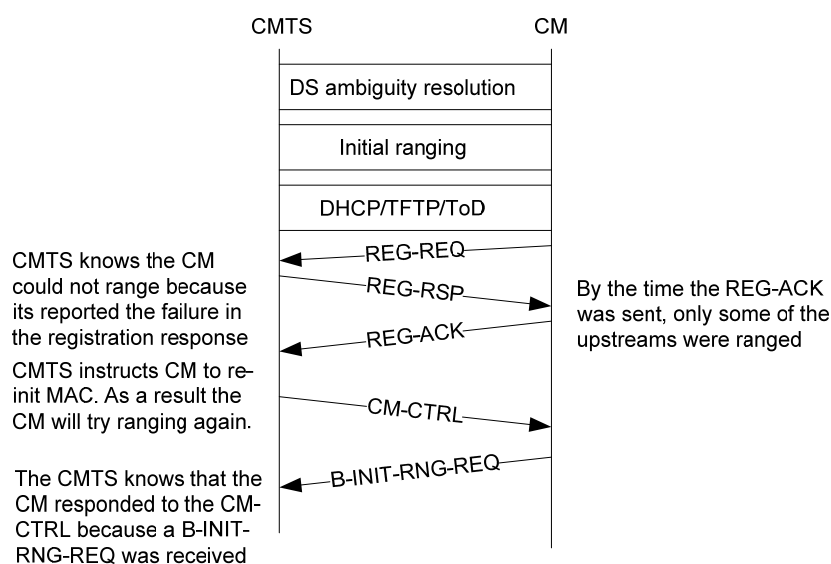 CMTS
CM
DS ambiguity resolution
Initial ranging
DHCP/TFTP/ToD
REG-REQ
CMTS knows the CM
could not range because
its reported the failure in
the registration response
REG-RSP
By the time the REG-ACK
was sent, only some of the
upstreams were ranged
REG-ACK
CMTS instructs CM to re-
init MAC. As a result the
CM will try ranging again.
CM-CTRL
B-INIT-RNG-REQ
The CMTS knows that the
CM responded to the CM-
CTRL because a B-INIT-
RNG-REQ was received